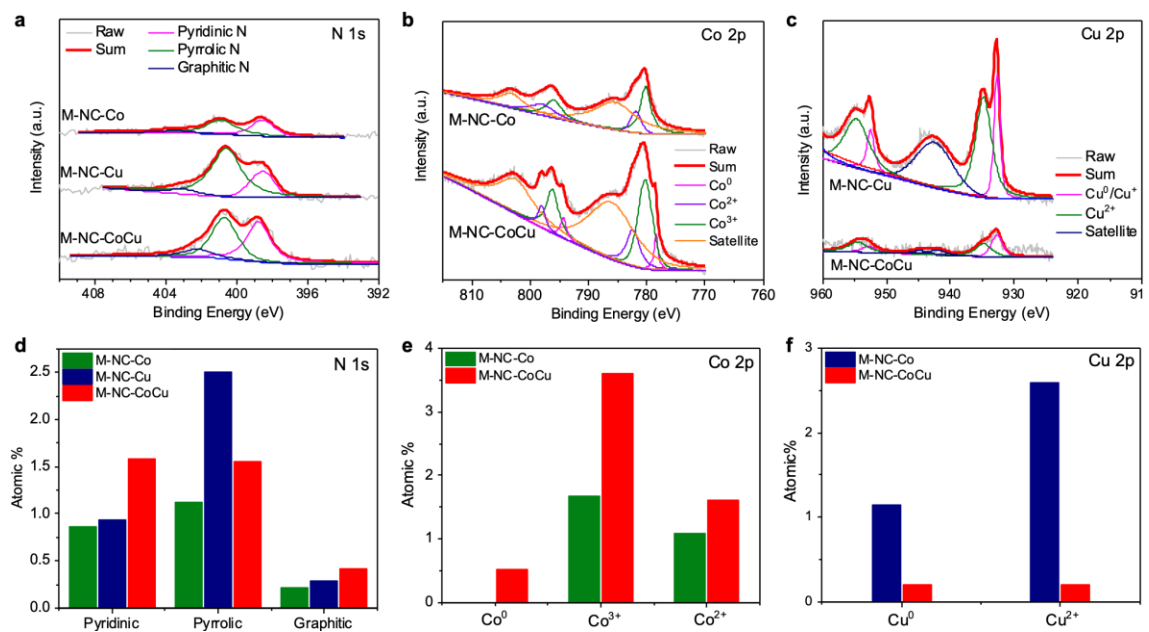 a
N 1s
Raw
Sum
Pyridinic N
Pyrrolic N
Graphitic N
M-NC-Co
M-NC-Cu
M-NC-CoCu
Intensity (a.u.)
408 404 400 396 392
Binding Energy (eV)
b
Co 2p
M-NC-Co
M-NC-CoCu
Raw
Sum
Co⁰
Co²⁺
Co³⁺
Satellite
Intensity (a.u.)
810 800 790 780 770 760
Binding Energy (eV)
c
Cu 2p
M-NC-Cu
M-NC-CoCu
Raw
Sum
Cu⁰/Cu⁺
Cu²⁺
Satellite
Intensity (a.u.)
960 950 940 930 920 91
Binding Energy (eV)
d
N 1s
M-NC-Co
M-NC-Cu
M-NC-CoCu
Atomic %
2.5
2.0
1.5
1.0
0.5
0.0
Pyridinic Pyrrolic Graphitic
e
Co 2p
M-NC-Co
M-NC-CoCu
Atomic %
4
3
2
1
0
Co⁰ Co³⁺ Co²⁺
f
Cu 2p
M-NC-Co
M-NC-CoCu
Atomic%
3
2
1
0
Cu⁰ Cu²⁺